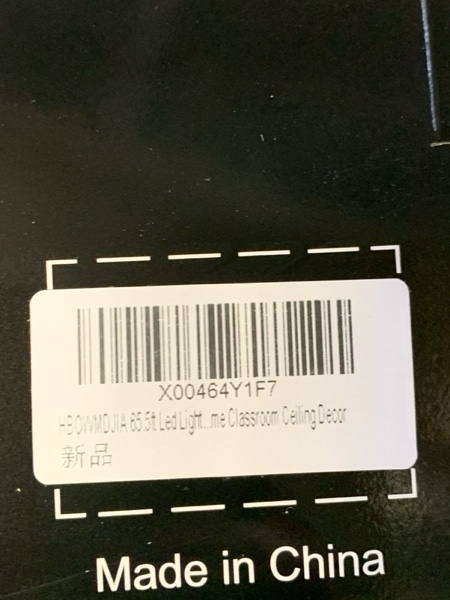 X00464Y1F7
HBOWMDJIA 65.5ft Led Light...me Classroom Ceiling Decor
新品
Made in China